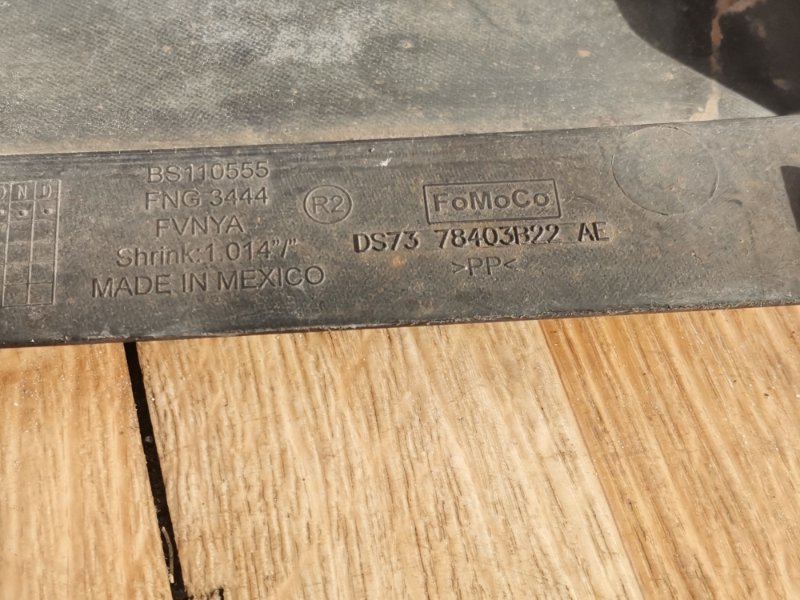 O N D
BS110555
FNG 3444
FVNYA
Shrink:1.014"/"
MADE IN MEXICO
R2
FoMoCo
DS73 78403B22 AE
>PP<